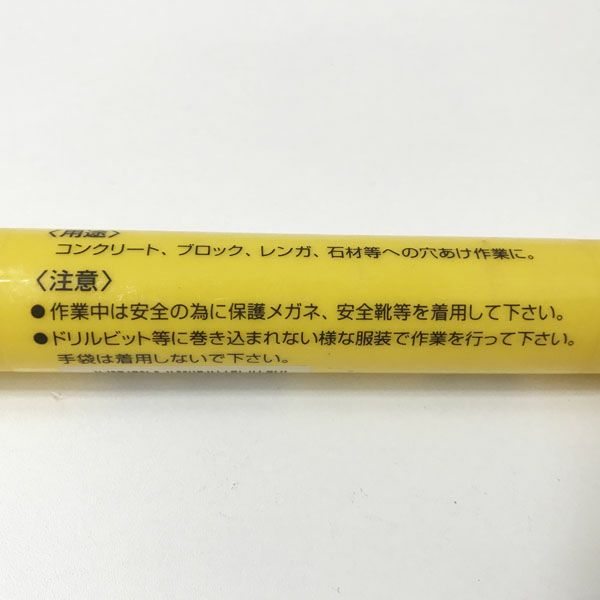 〈用途〉
コンクリート、ブロック、レンガ、石材等への穴あけ作業に。
〈注意〉
●作業中は安全の為に保護メガネ、安全靴等を着用して下さい。
●ドリルビット等に巻き込まれない様な服装で作業を行って下さい。
手袋は着用しないで下さい。